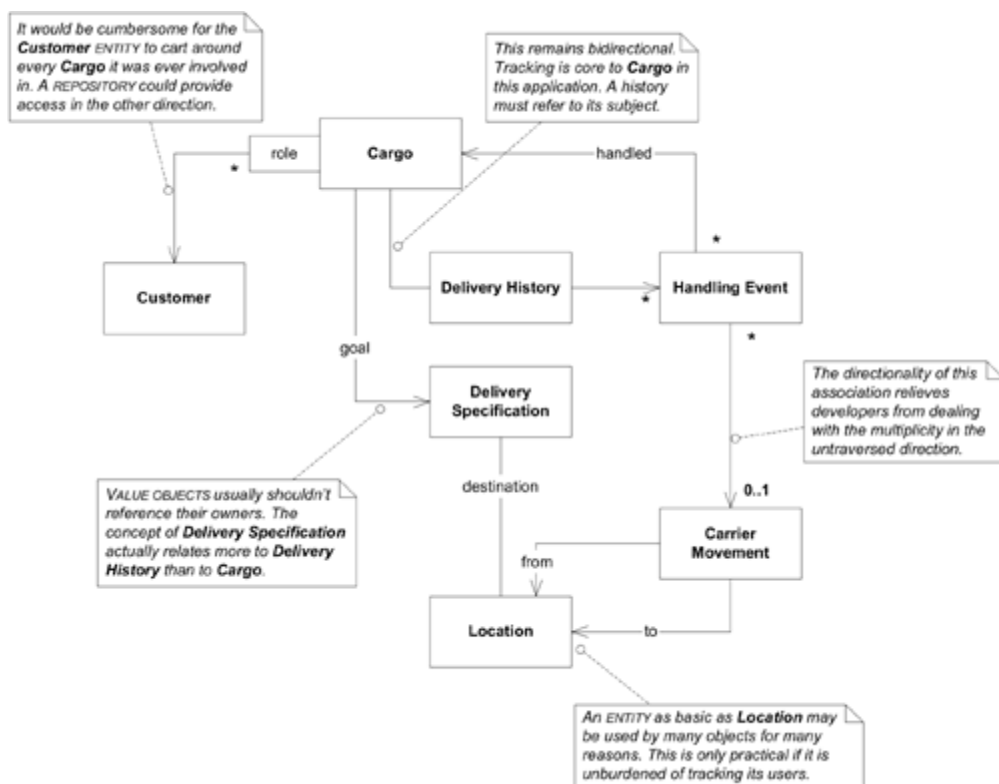 It would be cumbersome for the
Customer ENTITY to cart around
every Cargo it was ever involved
in. A REPOSITORY could provide
access in the other direction.
This remains bidirectional.
Tracking is core to Cargo in
this application. A history
must refer to its subject.
role
*
Cargo
handled
*
Customer
Delivery History
*
Handling Event
*
goal
Delivery
Specification
The directionality of this
association relieves
developers from dealing
with the multiplicity in the
untraversed direction.
destination
0..1
VALUE OBJECTS usually shouldn't
reference their owners. The
concept of Delivery Specification
actually relates more to Delivery
History than to Cargo.
Carrier
Movement
from
Location
to
An ENTITY as basic as Location may
be used by many objects for many
reasons. This is only practical if it is
unburdened of tracking its users.